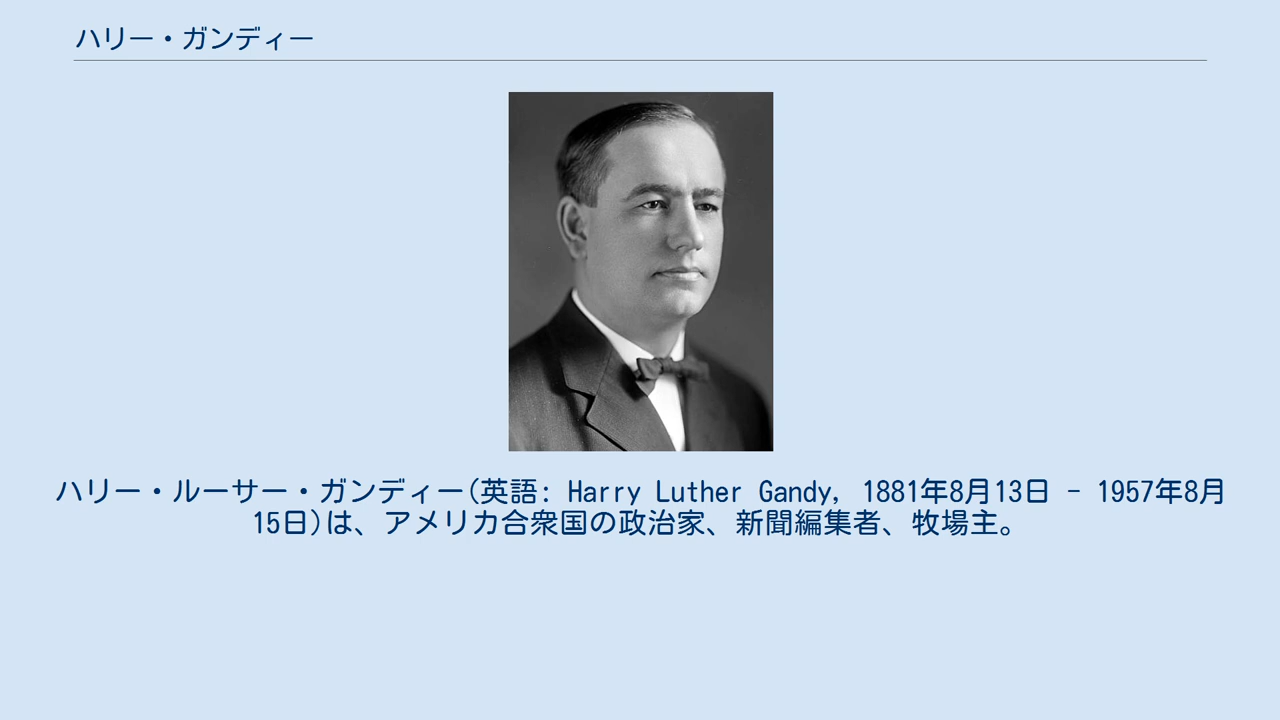 ハリー・ガンディー
ハリー・ルーサー・ガンディー(英語: Harry Luther Gandy, 1881年8月13日 - 1957年8月
15日)は、アメリカ合衆国の政治家、新聞編集者、牧場主。